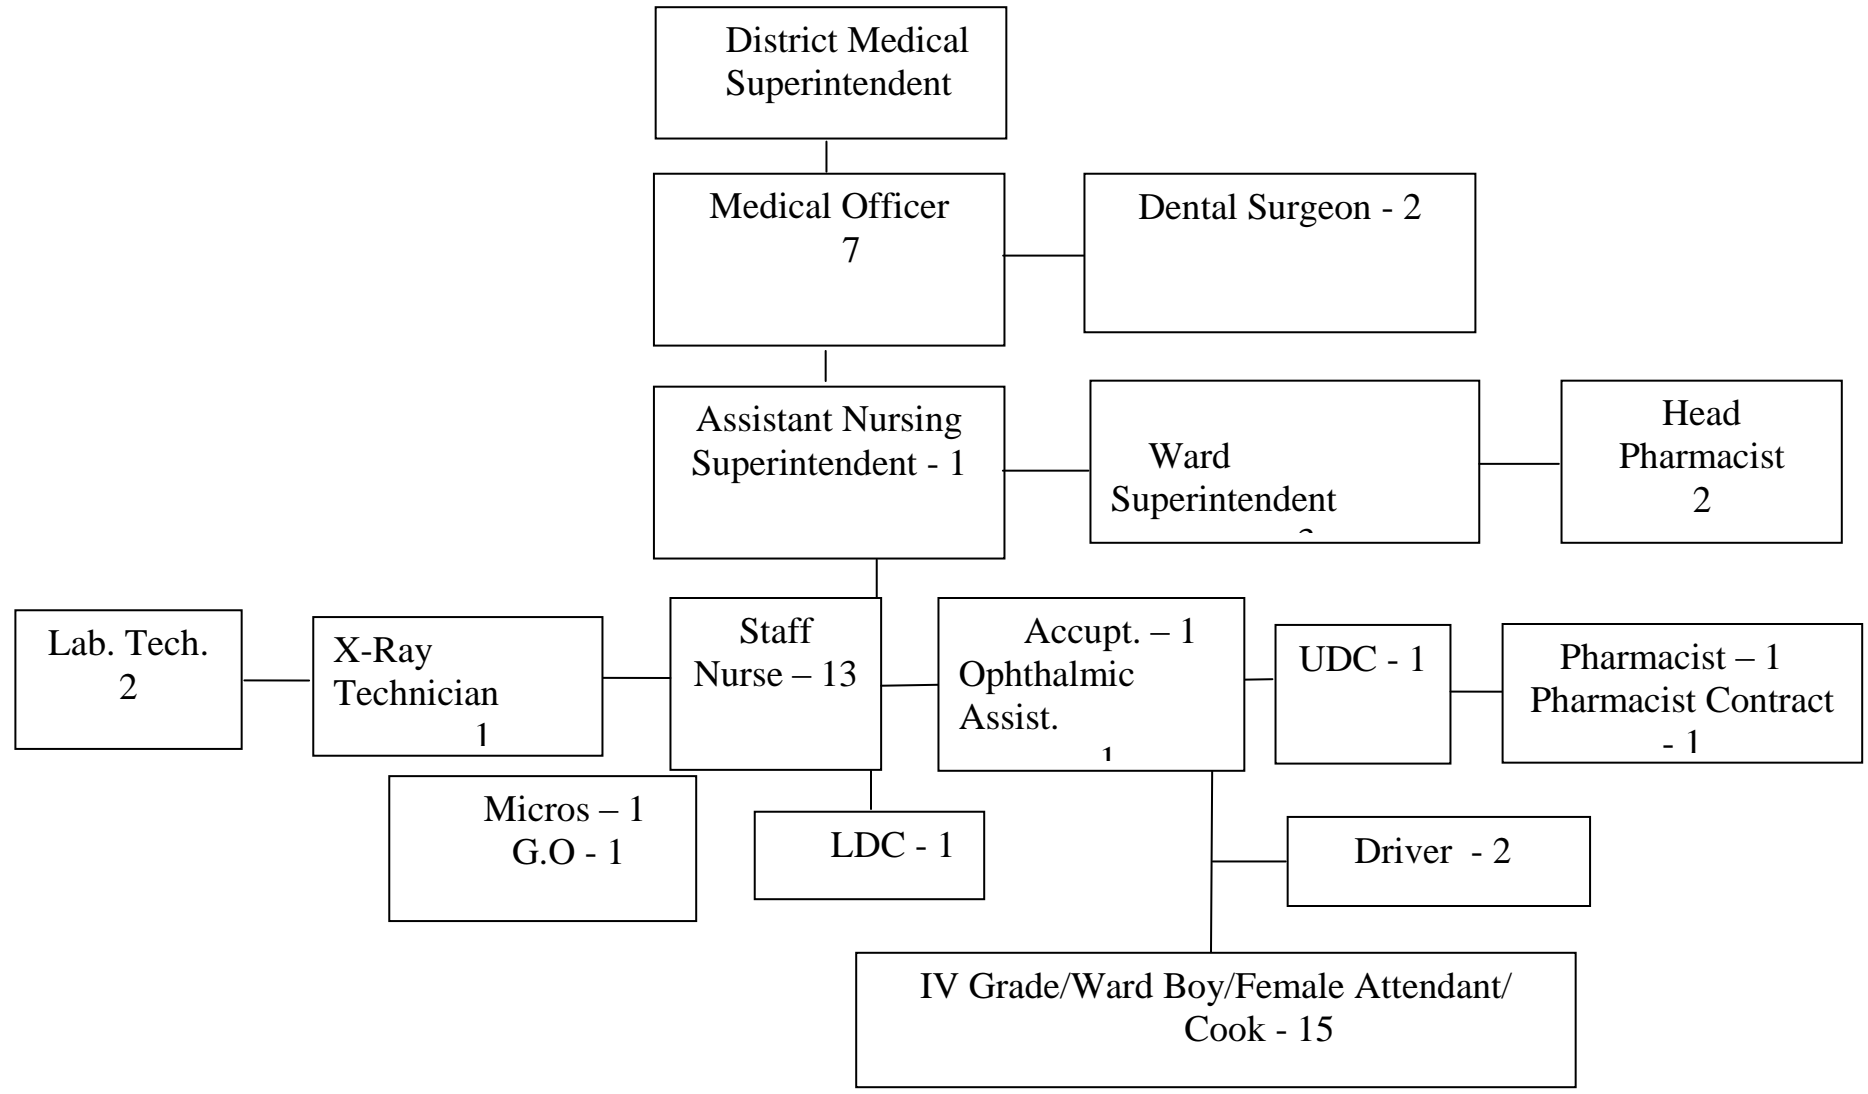 District Medical
Superintendent
Medical Officer
7
Dental Surgeon - 2
Assistant Nursing
Superintendent - 1
Ward
Superintendent
Head
Pharmacist
2
Lab. Tech.
2
X-Ray
Technician
1
Staff
Nurse – 13
Accupt. – 1
Ophthalmic
Assist.
1
UDC - 1
Pharmacist – 1
Pharmacist Contract
- 1
Micros – 1
G.O - 1
LDC - 1
Driver - 2
IV Grade/Ward Boy/Female Attendant/
Cook - 15